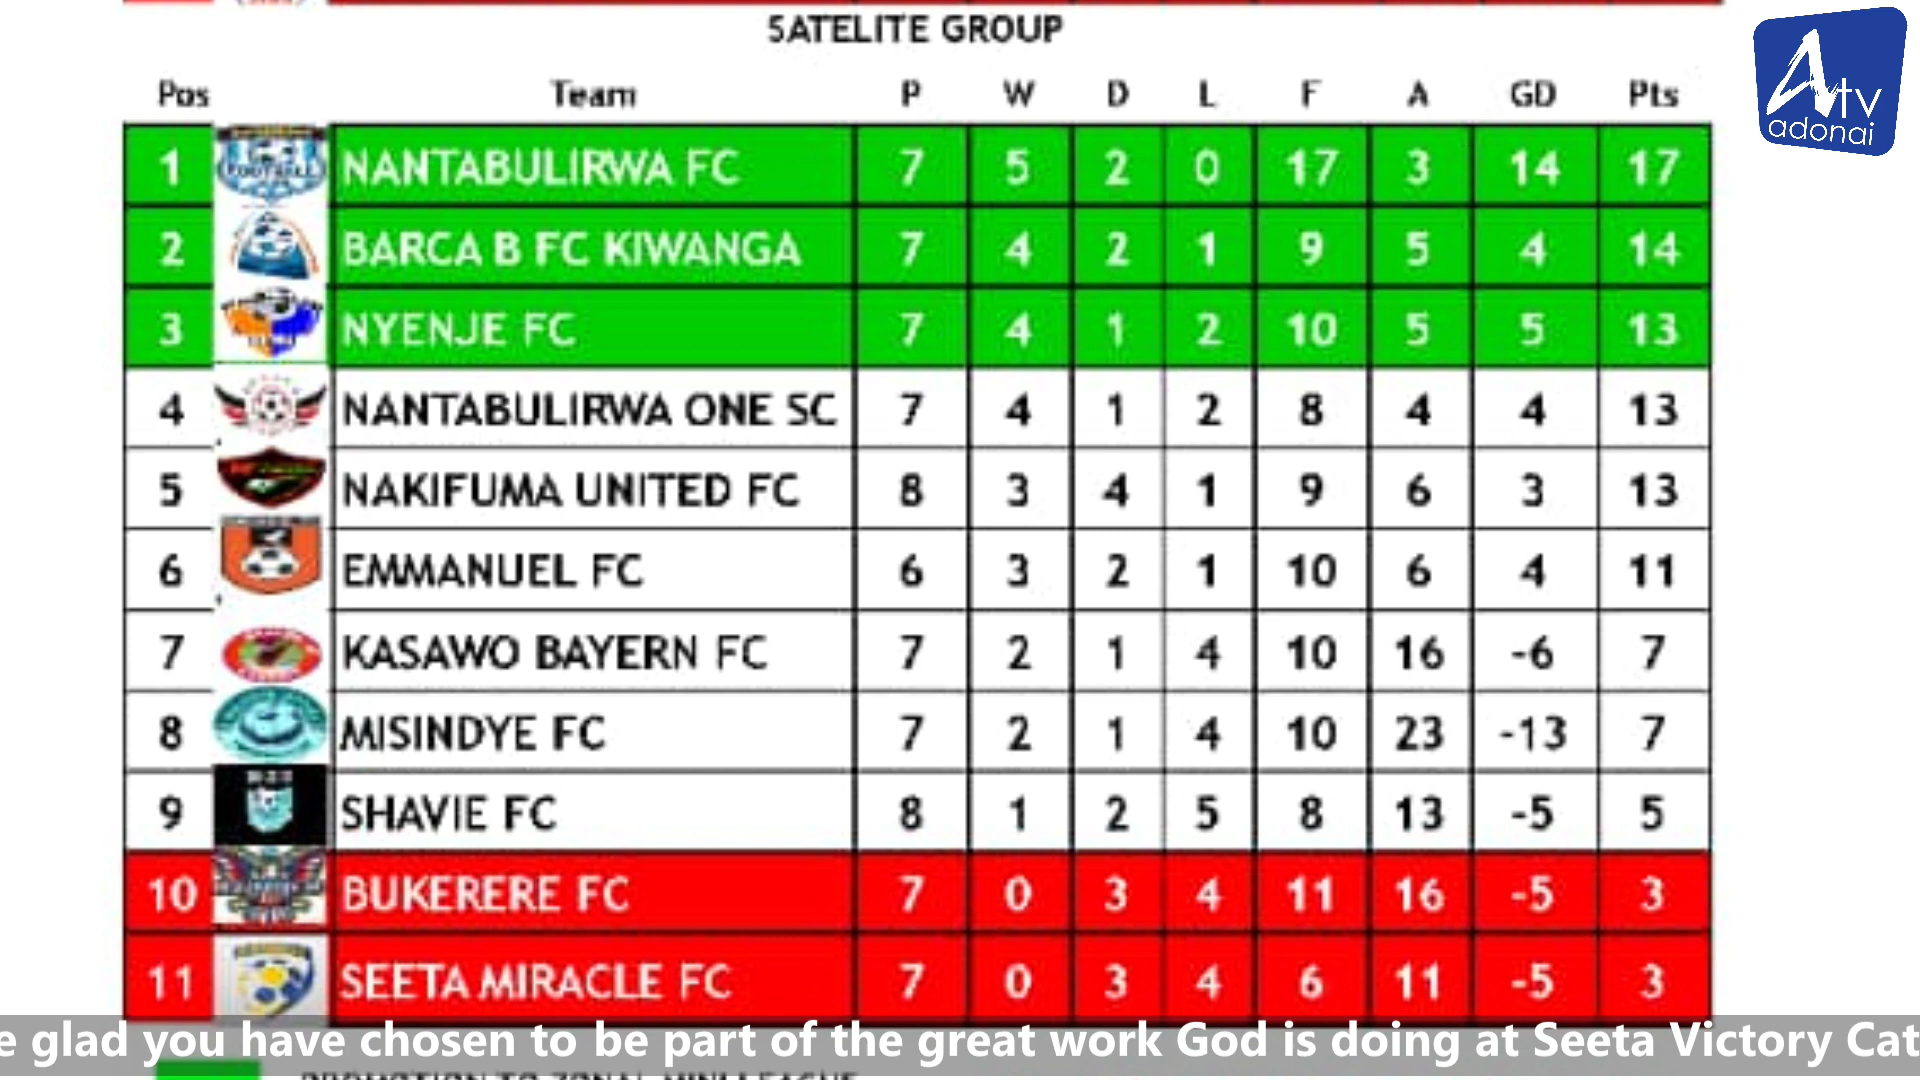 SATELITE GROUP
Pos Team P W D L F A GD Pts
1 NANTABULIRWA FC 7 5 2 0 17 3 14 17
2 BARCA B FC KIWANGA 7 4 2 1 9 5 4 14
3 NYENJE FC 7 4 1 2 10 5 5 13
4 NANTABULIRWA ONE SC 7 4 1 2 8 4 4 13
5 NAKIFUMA UNITED FC 8 3 4 1 9 6 3 13
6 EMMANUEL FC 6 3 2 1 10 6 4 11
7 KASAWO BAYERN FC 7 2 1 4 10 16 -6 7
8 MISINDYE FC 7 2 1 4 10 23 -13 7
9 SHAVIE FC 8 1 2 5 8 13 -5 5
10 BUKERERE FC 7 0 3 4 11 16 -5 3
11 SEETA MIRACLE FC 7 0 3 4 6 11 -5 3
Atv
adonai
e glad you have chosen to be part of the great work God is doing at Seeta Victory Cat
PROMOTION TO ZONAL MINI LEAGUE